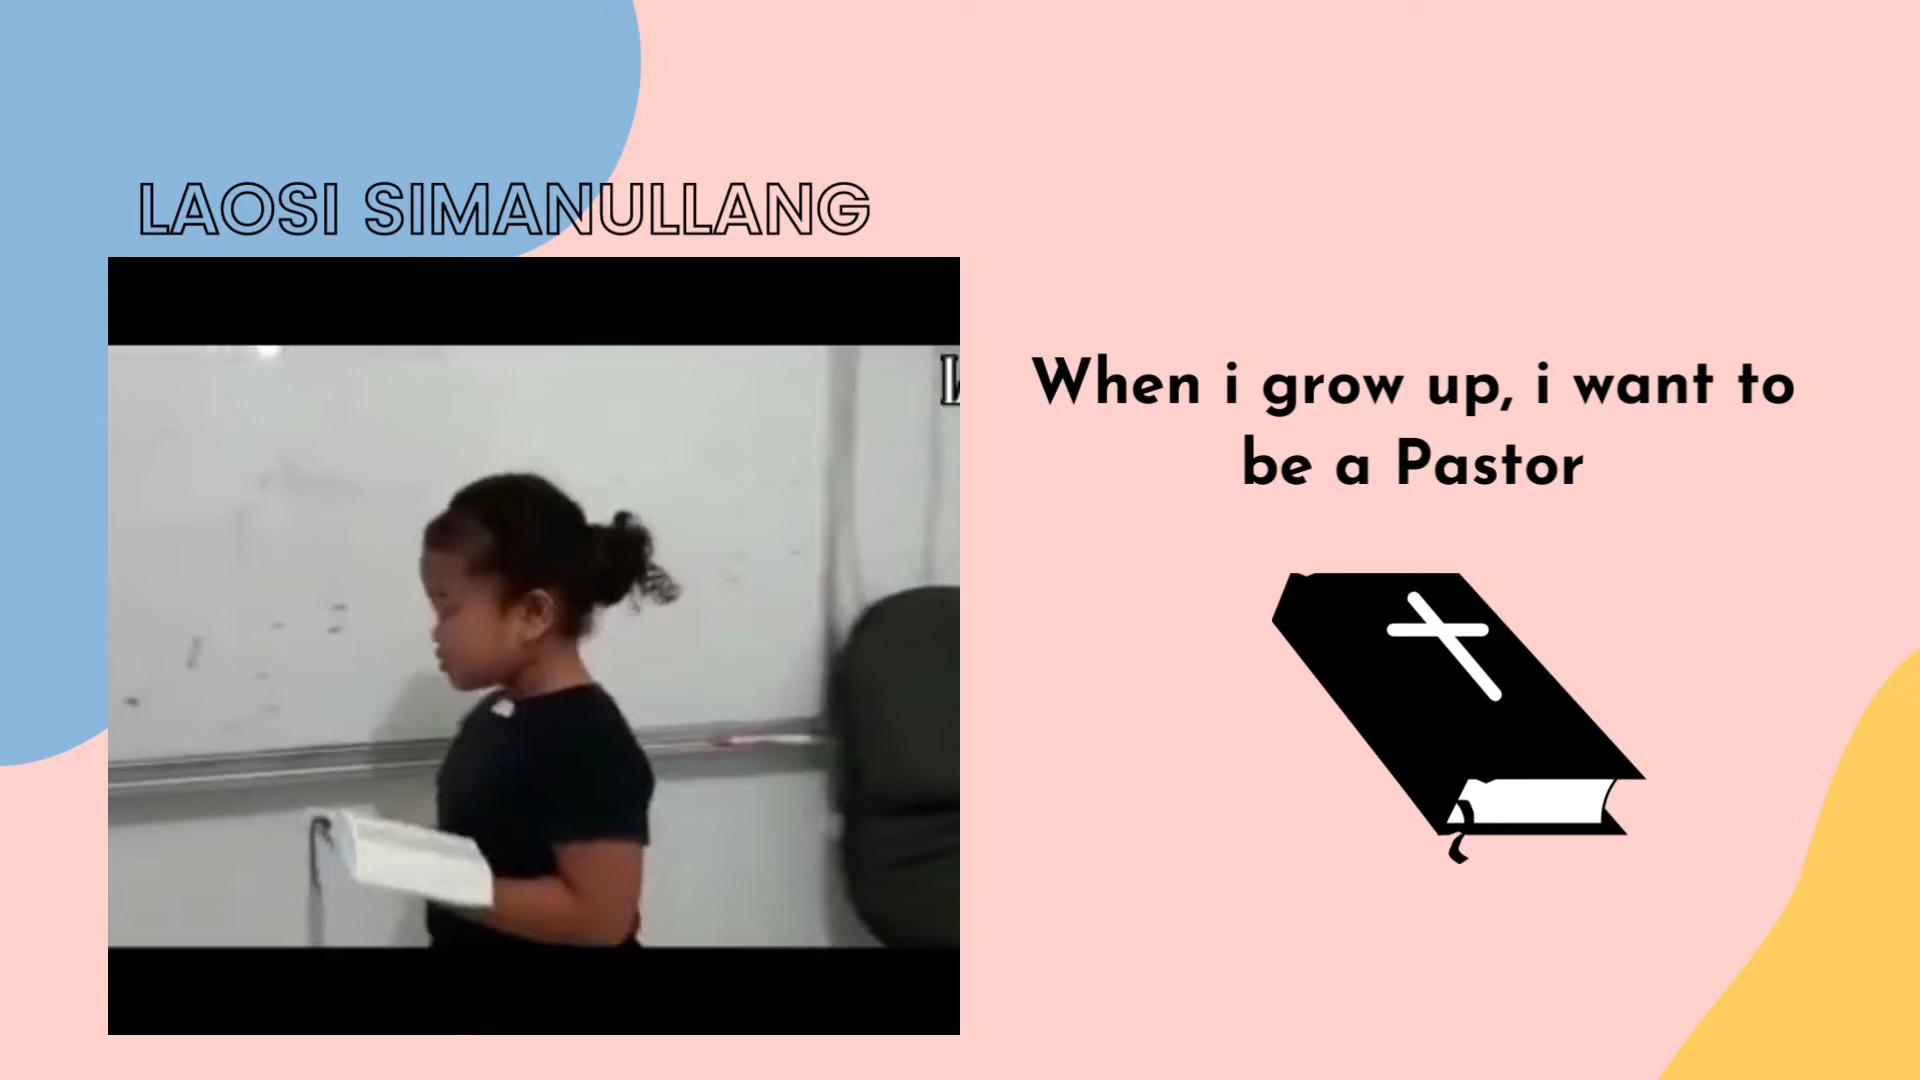 LAOSI SIMANULLANG
When i grow up, i want to
be a Pastor